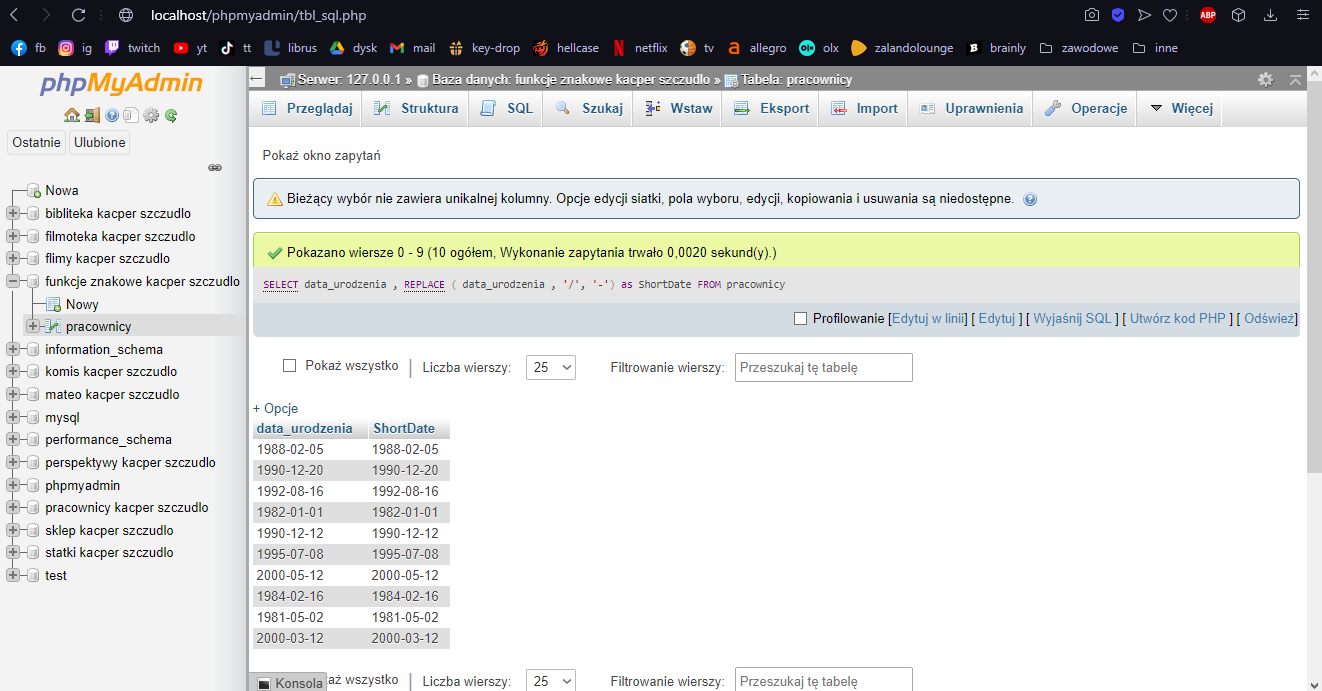 localhost/phpmyadmin/tbl_sql.php
ABP
fb ig twitch yt tt librus dysk mail key-drop hellcase netflix tv allegro olx zalandolounge brainly zawodowe inne
phpMyAdmin
Ostatnie Ulubione
Nowa
bibliteka kacper szczudlo
filmoteka kacper szczudlo
flimy kacper szczudlo
funkcje znakowe kacper szczudlo
Nowy
pracownicy
information_schema
komis kacper szczudlo
mateo kacper szczudlo
mysql
performance_schema
perspektywy kacper szczudlo
phpmyadmin
pracownicy kacper szczudlo
sklep kacper szczudlo
statki kacper szczudlo
test
Serwer: 127.0.0.1 » Baza danych: funkcje znakowe kacper szczudlo » Tabela: pracownicy
Przeglądaj Struktura SQL Szukaj Wstaw Eksport Import Uprawnienia Operacje Więcej
Pokaż okno zapytań
Bieżący wybór nie zawiera unikalnej kolumny. Opcje edycji siatki, pola wyboru, edycji, kopiowania i usuwania są niedostępne.
Pokazano wiersze 0 - 9 (10 ogółem, Wykonanie zapytania trwało 0,0020 sekund(y).)
SELECT data_urodzenia , REPLACE ( data_urodzenia , '/', '-') as ShortDate FROM pracownicy
Profilowanie [Edytuj w linii] [ Edytuj ] [ Wyjaśnij SQL ] [ Utwórz kod PHP ] [ Odśwież]
Pokaż wszystko | Liczba wierszy: 25 Filtrowanie wierszy: Przeszukaj tę tabelę
+ Opcje
data_urodzenia ShortDate
1988-02-05 1988-02-05
1990-12-20 1990-12-20
1992-08-16 1992-08-16
1982-01-01 1982-01-01
1990-12-12 1990-12-12
1995-07-08 1995-07-08
2000-05-12 2000-05-12
1984-02-16 1984-02-16
1981-05-02 1981-05-02
2000-03-12 2000-03-12
Konsola aż wszystko | Liczba wierszy: 25 Filtrowanie wierszy: Przeszukaj tę tabelę